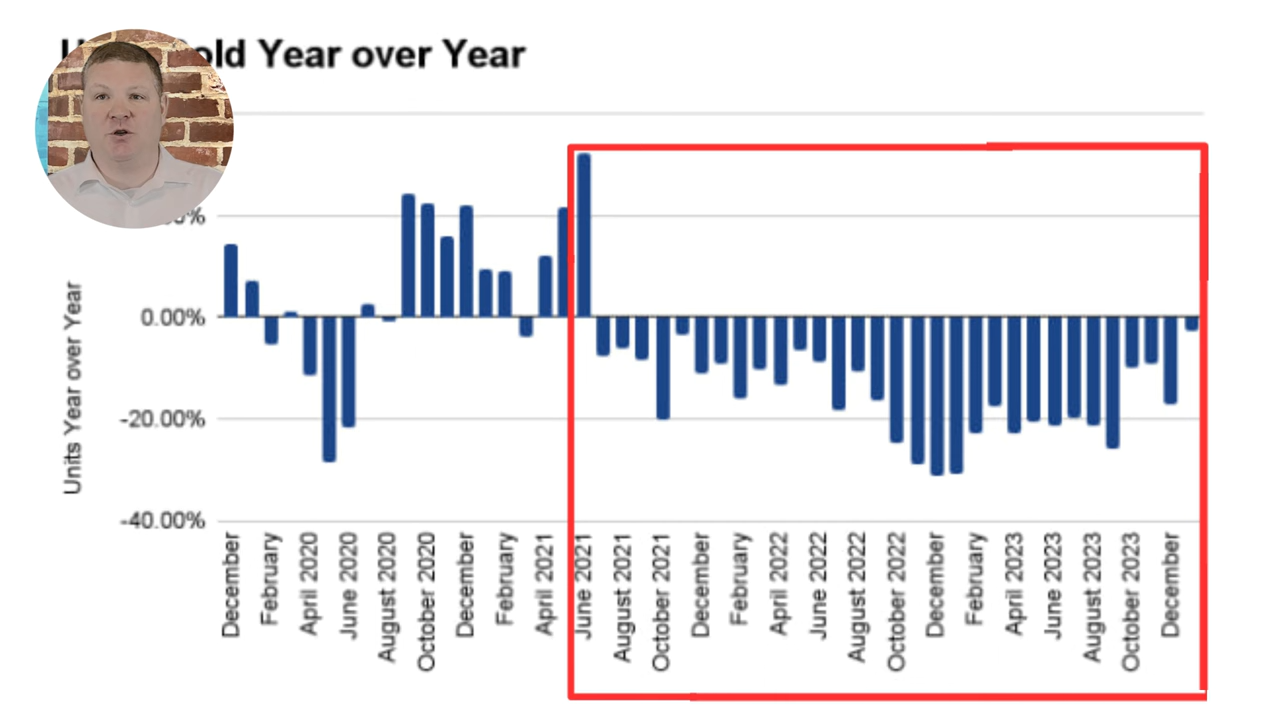 Year over Year
0.00%
-20.00%
-40.00%
Units Year over Year
December
February
April 2020
June 2020
August 2020
October 2020
December
February
April 2021
June 2021
August 2021
October 2021
December
February
April 2022
June 2022
August 2022
October 2022
December
February
April 2023
June 2023
August 2023
October 2023
December